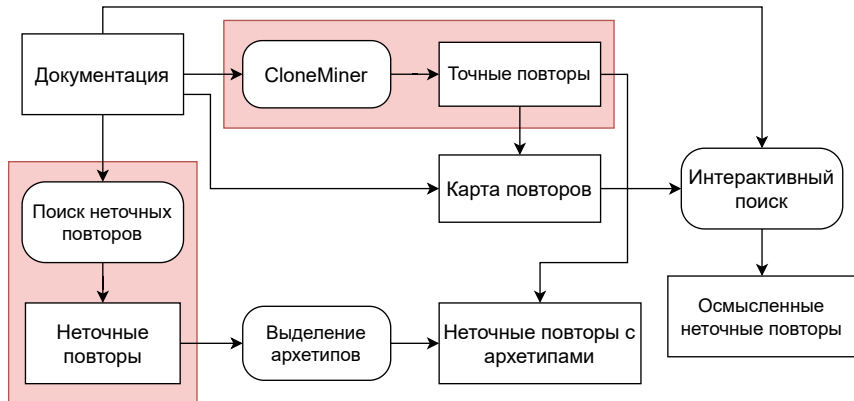 Документация
CloneMiner
Точные повторы
Карта повторов
Интерактивный
поиск
Поиск неточных
повторов
Неточные
повторы
Выделение
архетипов
Неточные повторы с
архетипами
Осмысленные
неточные повторы